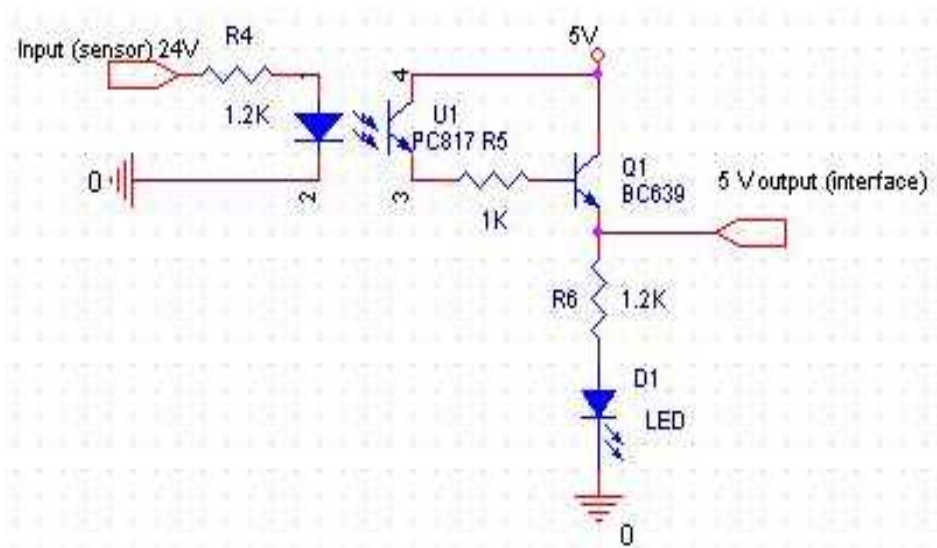 Input (sensor) 24V
R4
1.2K
1
2
0
4
3
U1
PC817 R5
1K
5V
Q1
BC639
5 V output (interface)
R6 1.2K
D1
LED
0